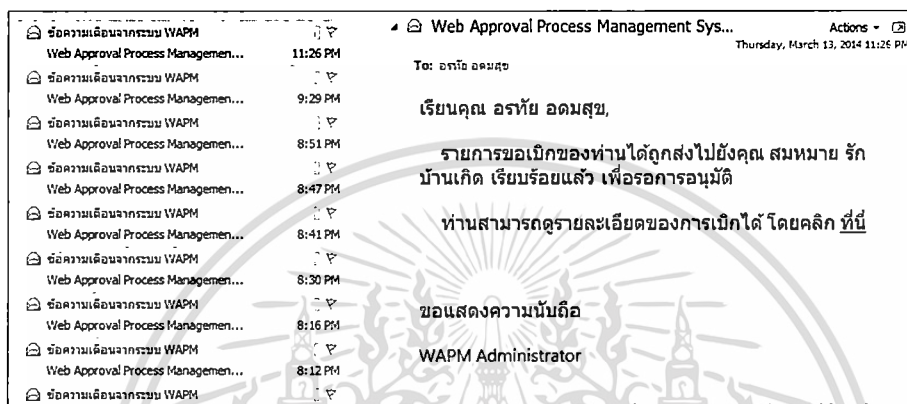 ข้อความเตือนจากระบบ WAPM
Web Approval Process Managemen... 11:26 PM
ข้อความเตือนจากระบบ WAPM
Web Approval Process Managemen... 9:29 PM
ข้อความเตือนจากระบบ WAPM
Web Approval Process Managemen... 8:51 PM
ข้อความเตือนจากระบบ WAPM
Web Approval Process Managemen... 8:47 PM
ข้อความเตือนจากระบบ WAPM
Web Approval Process Managemen... 8:41 PM
ข้อความเตือนจากระบบ WAPM
Web Approval Process Managemen... 8:30 PM
ข้อความเตือนจากระบบ WAPM
Web Approval Process Managemen... 8:16 PM
ข้อความเตือนจากระบบ WAPM
Web Approval Process Managemen... 8:12 PM
ข้อความเตือนจากระบบ WAPM
Web Approval Process Management Sys... Actions
Thursday, March 13, 2014 11:26 PM
To: อรทัย อดมสุข
เรียนคุณ อรทัย อดมสุข,
รายการขอเบิกของท่านได้ถูกส่งไปยังคุณ สมหมาย รัก
บ้านเกิด เรียบร้อยแล้ว เพื่อรอการอนุมัติ
ท่านสามารถดูรายละเอียดของการเบิกได้ โดยคลิก ที่นี่
ขอแสดงความนับถือ
WAPM Administrator